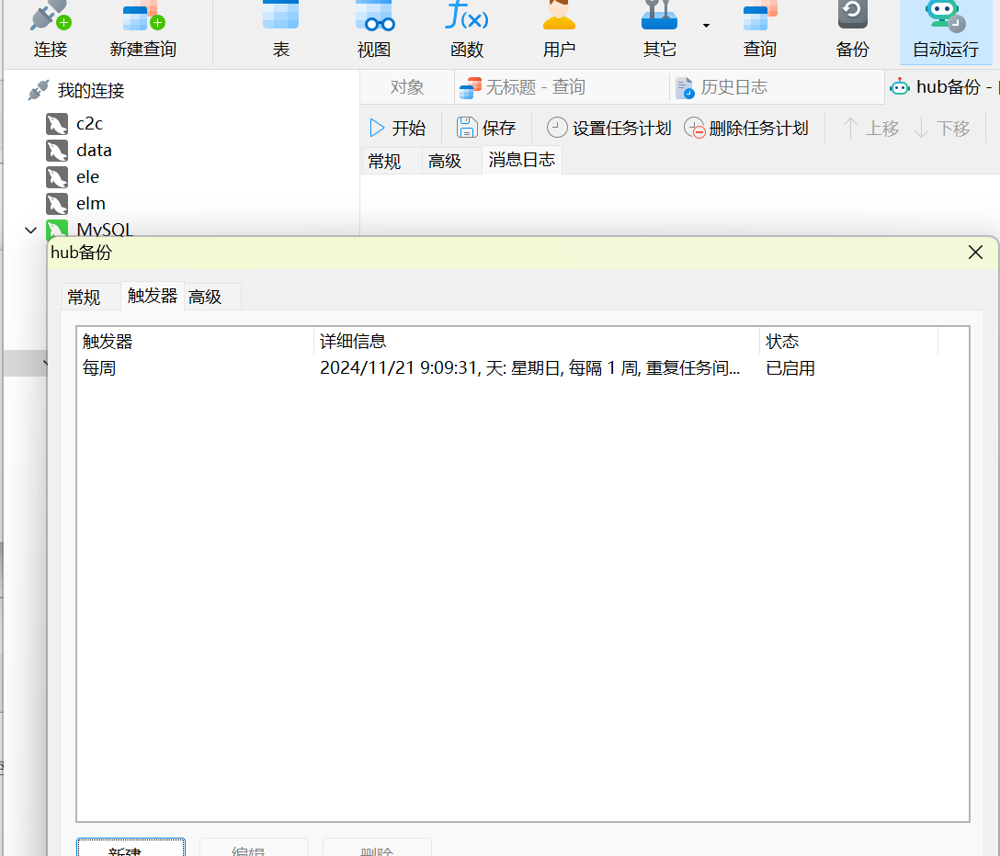 连接 新建查询 表 视图 函数 用户 其它 查询 备份 自动运行
我的连接
对象 无标题 - 查询 历史日志 hub备份 -
c2c
开始 保存 设置任务计划 删除任务计划 上移 下移
data
常规 高级 消息日志
ele
elm
MySQL
hub备份
常规 触发器 高级
触发器 详细信息 状态
每周 2024/11/21 9:09:31, 天: 星期日, 每隔 1 周, 重复任务间... 已启用
新建 编辑 删除